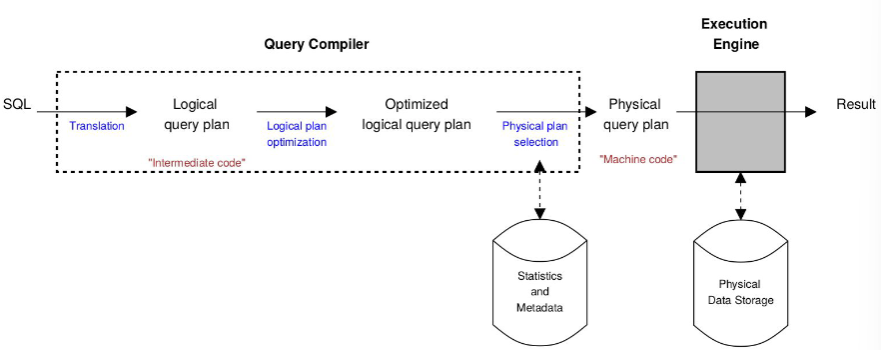 Execution
Engine
Query Compiler
SQL
Logical
query plan
Optimized
logical query plan
Physical
query plan
Result
Translation
Logical plan
optimization
Physical plan
selection
"Intermediate code"
"Machine code"
Statistics
and
Metadata
Physical
Data Storage